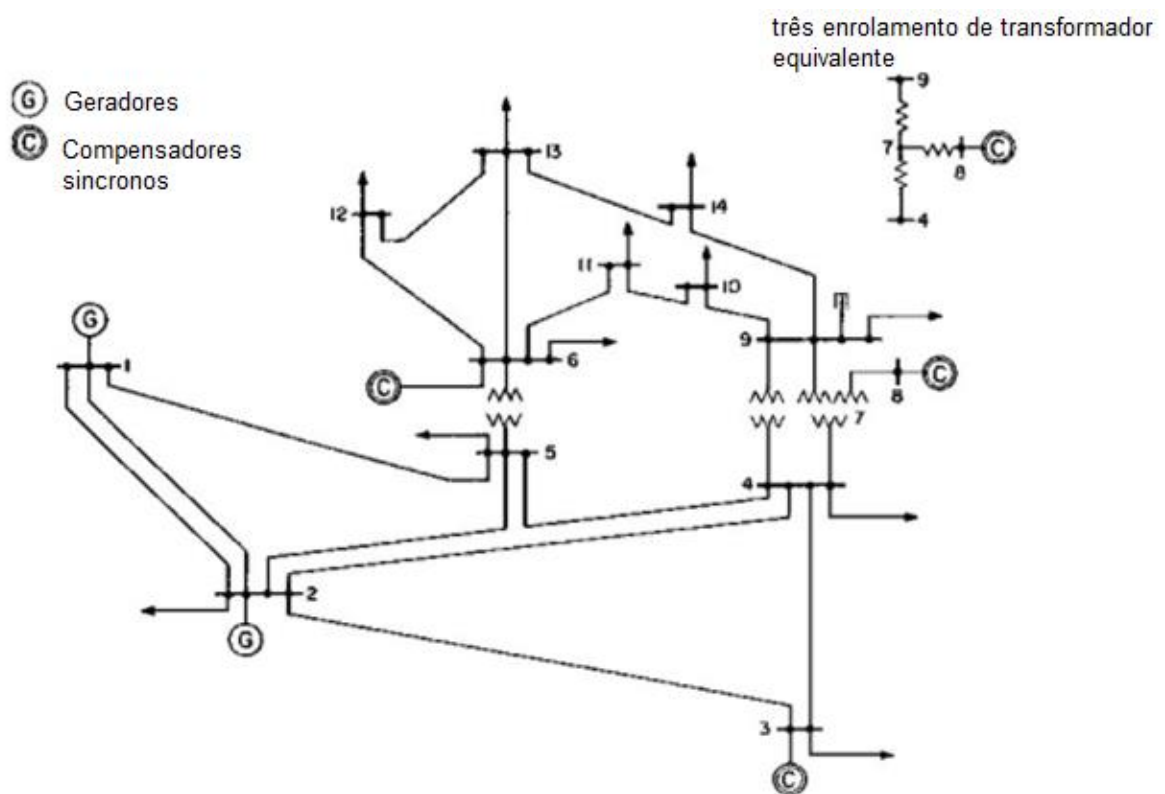 três enrolamento de transformador
equivalente
9
G Geradores
C Compensadores
sincronos
7
C
8
4
13
12
14
11
10
G
1
9
6
C
8
C
7
5
4
2
G
3
C